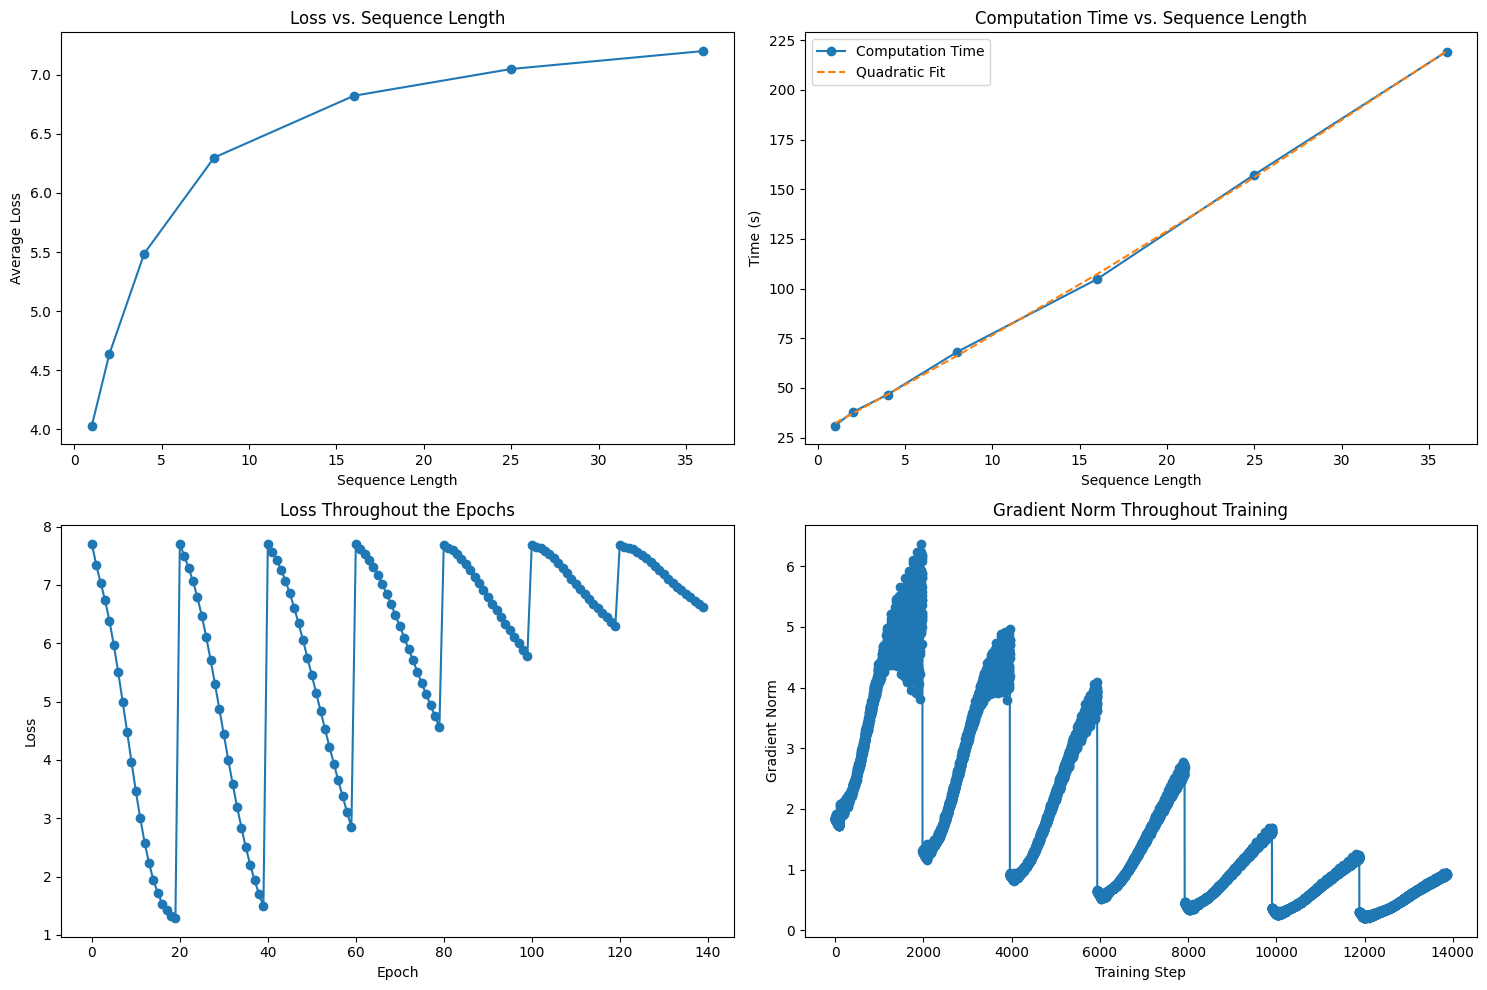 Loss vs. Sequence Length
Average Loss
7.0
6.5
6.0
5.5
5.0
4.5
4.0
0 5 10 15 20 25 30 35
Sequence Length
Computation Time vs. Sequence Length
Computation Time
Quadratic Fit
Time (s)
225
200
175
150
125
100
75
50
25
0 5 10 15 20 25 30 35
Sequence Length
Loss Throughout the Epochs
Loss
8
7
6
5
4
3
2
1
0 20 40 60 80 100 120 140
Epoch
Gradient Norm Throughout Training
Gradient Norm
6
5
4
3
2
1
0
0 2000 4000 6000 8000 10000 12000 14000
Training Step